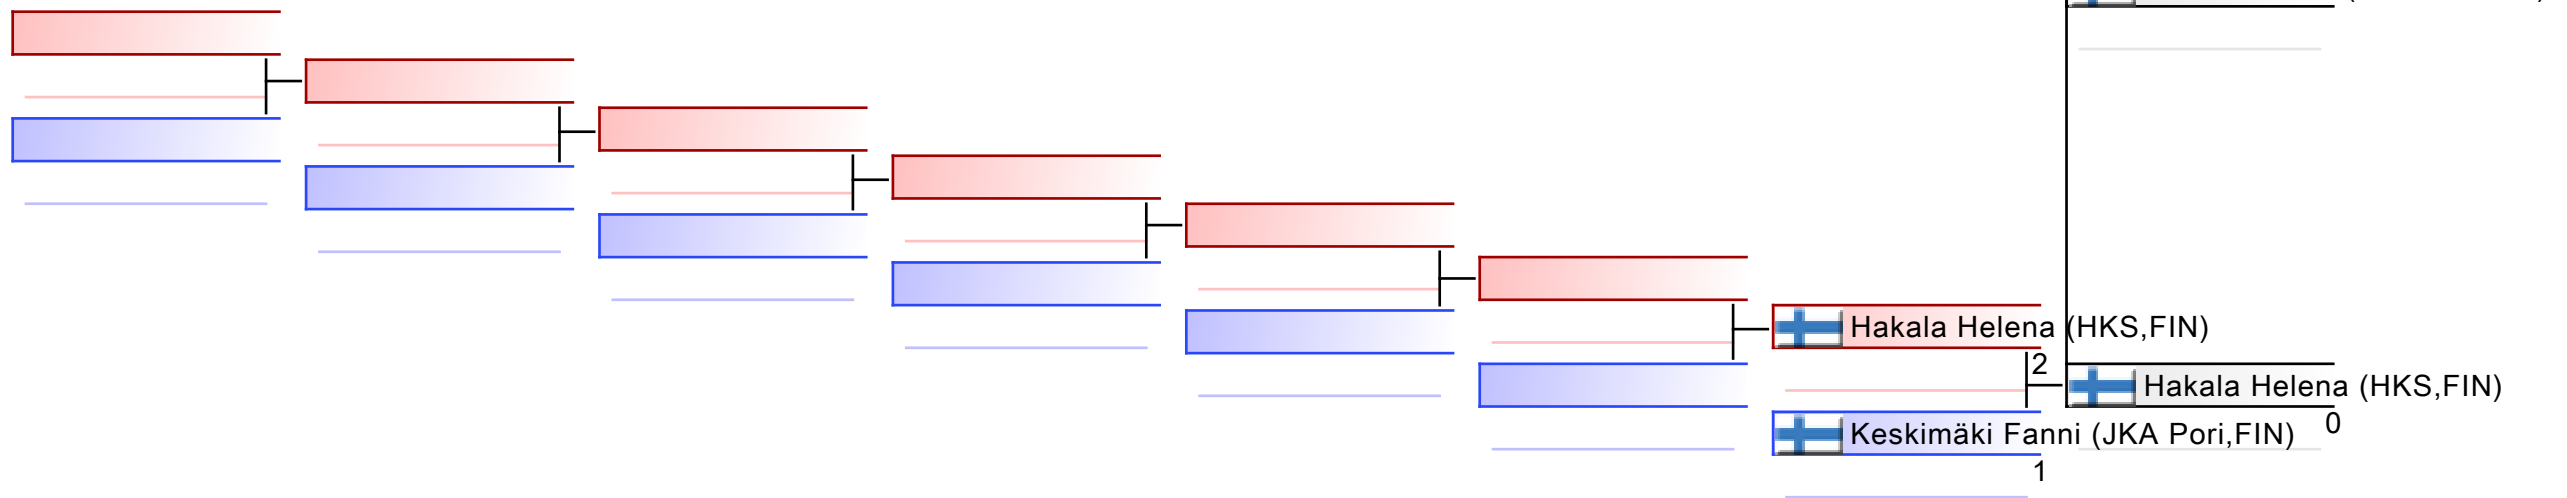 Hakala Helena (HKS,FIN)
2
Hakala Helena (HKS,FIN)
0
Keskimäki Fanni (JKA Pori,FIN)
1